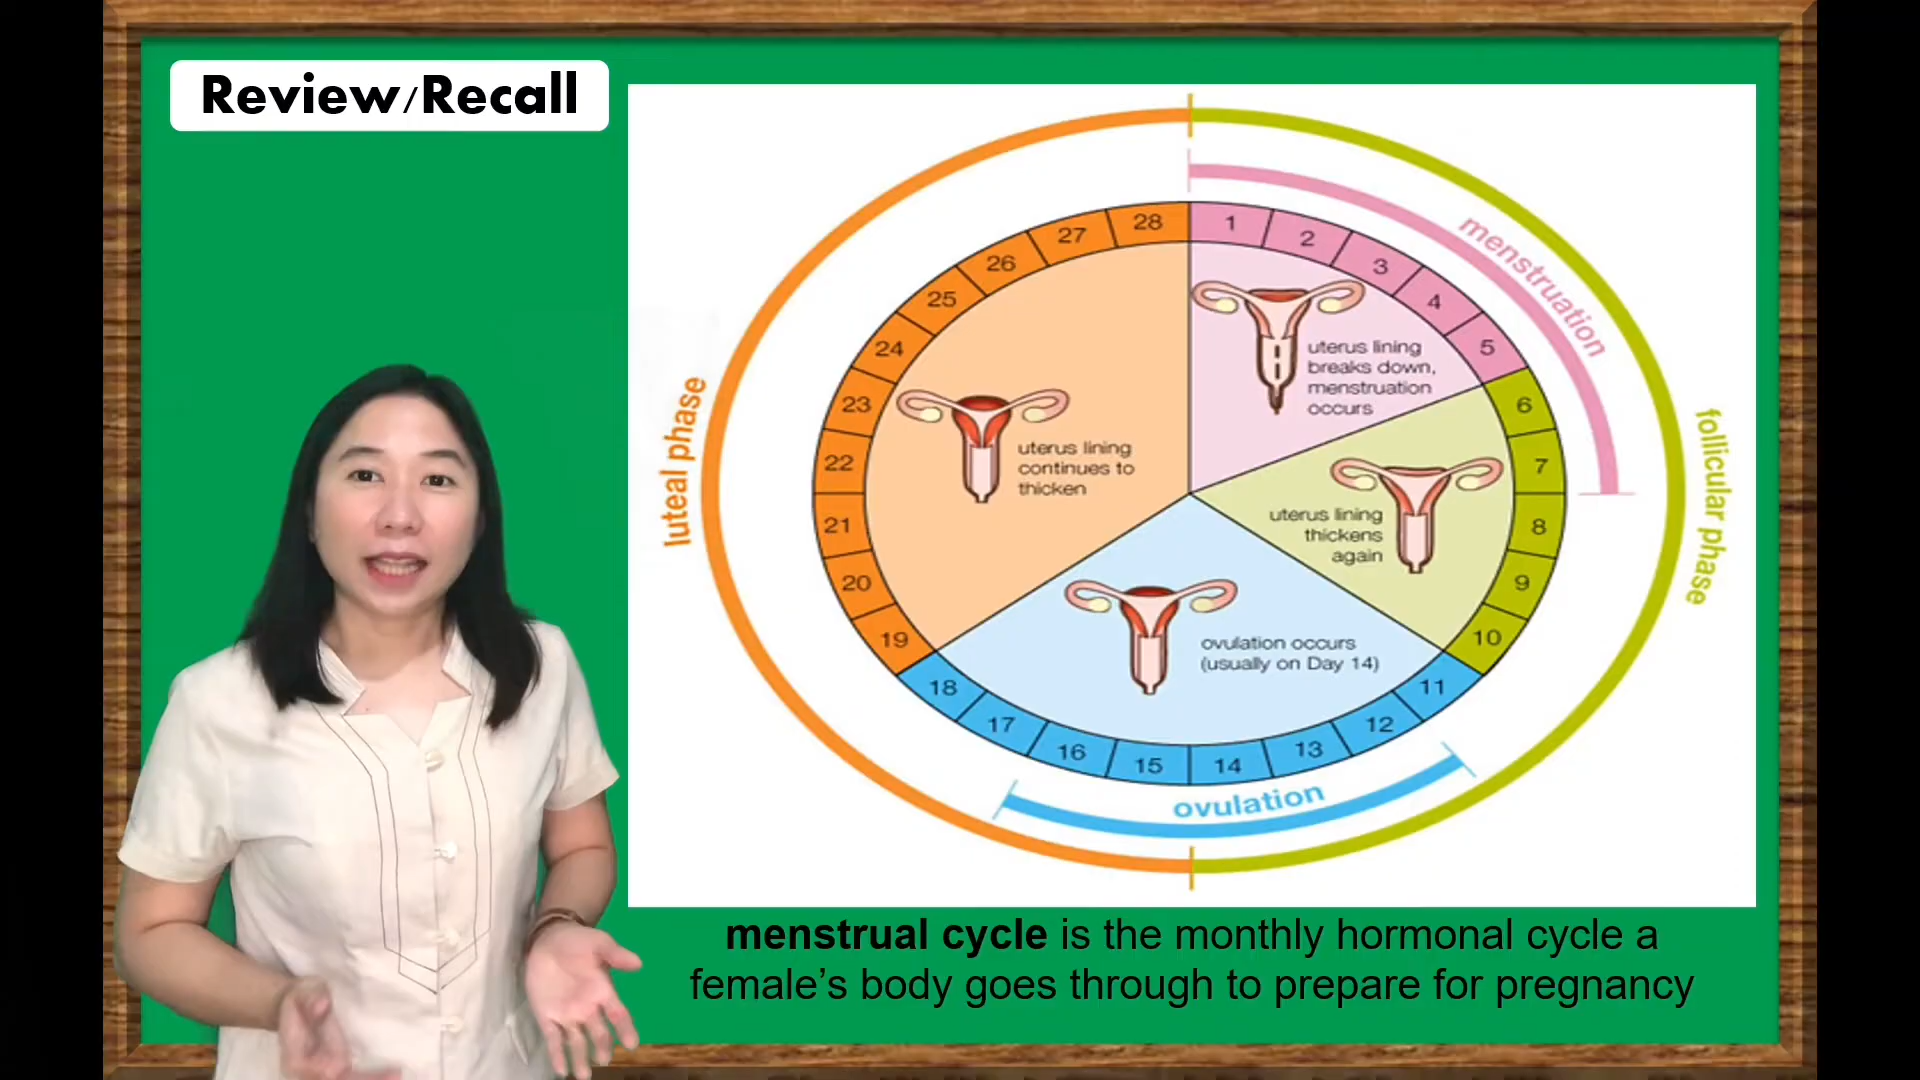 Review/Recall
luteal phase
menstruation
follicular phase
28
1
2
3
4
5
6
7
8
9
10
11
12
13
14
15
16
17
18
19
20
21
22
23
24
25
26
27
uterus lining
breaks down,
menstruation
occurs
uterus lining
thickens
again
ovulation occurs
(usually on Day 14)
uterus lining
continues to
thicken
ovulation
menstrual cycle is the monthly hormonal cycle a
female’s body goes through to prepare for pregnancy